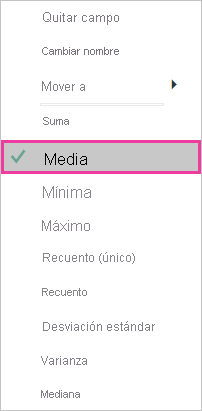 Quitar campo
Cambiar nombre
Mover a
Suma
Media
Mínima
Máximo
Recuento (único)
Recuento
Desviación estándar
Varianza
Mediana